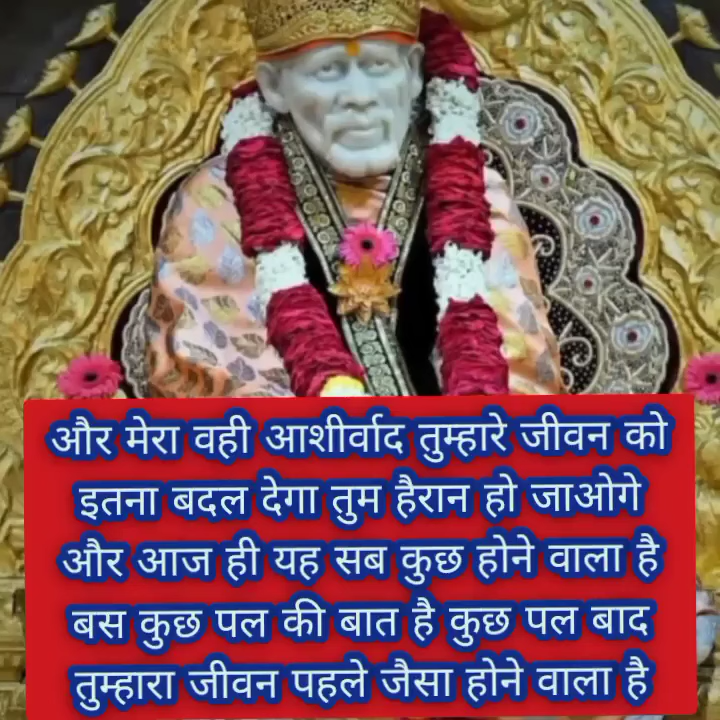 और मेरा वही आशीर्वाद तुम्हारे जीवन को
इतना बदल देगा तुम हैरान हो जाओगे
और आज ही यह सब कुछ होने वाला है
बस कुछ पल की बात है कुछ पल बाद
तुम्हारा जीवन पहले जैसा होने वाला है